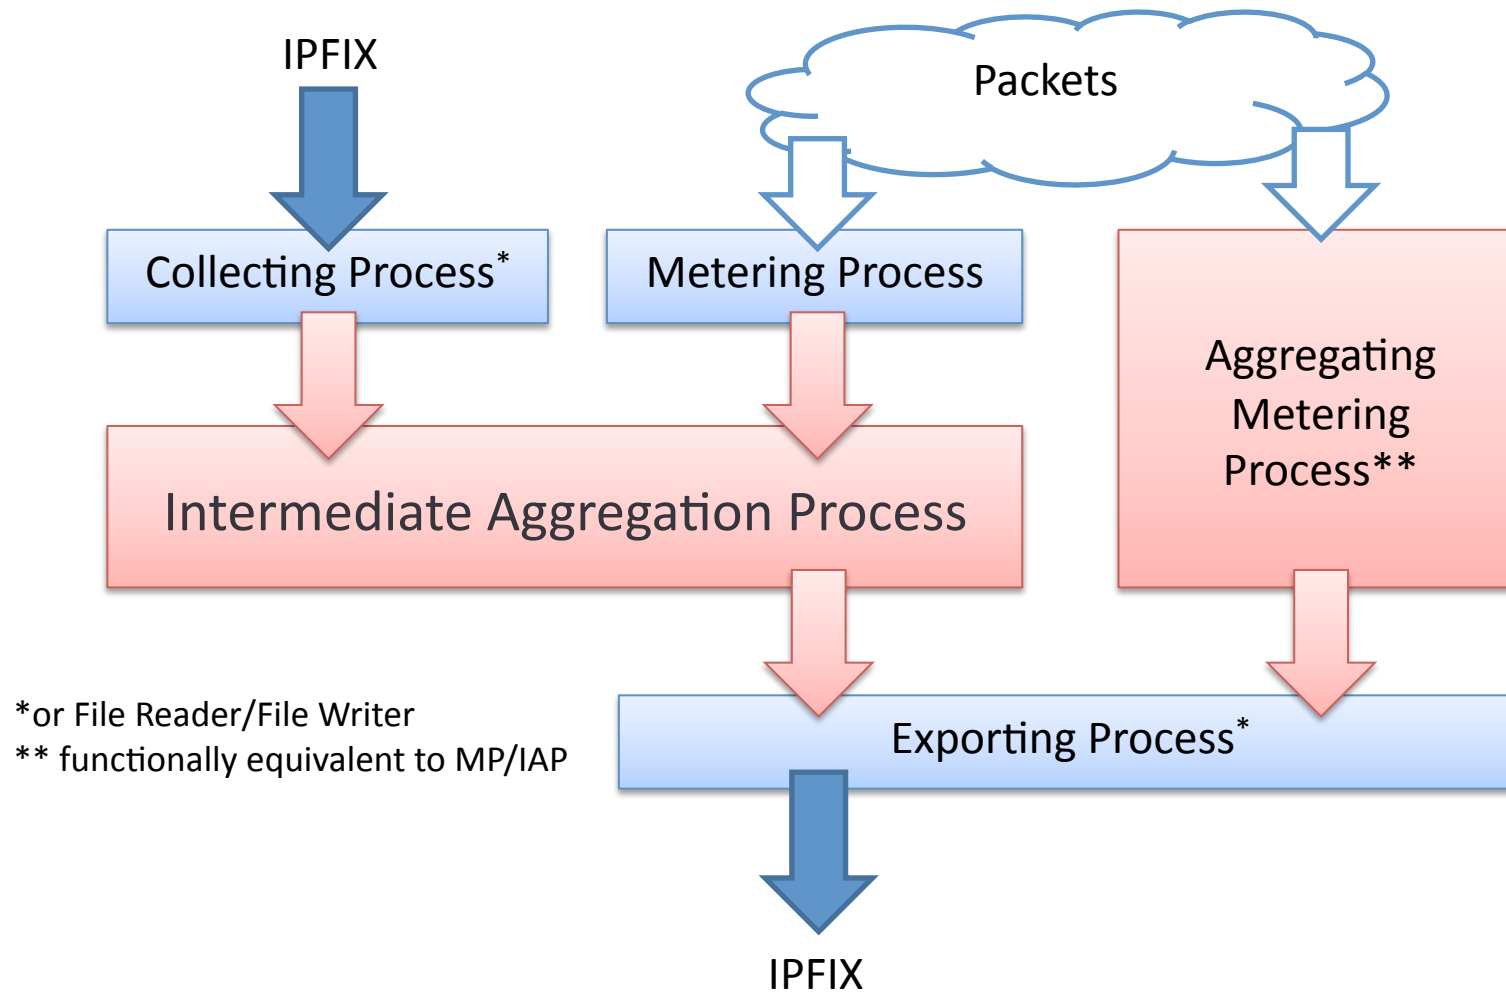 IPFIX
Packets
Collecting Process*
Metering Process
Aggregating
Metering
Process**
Intermediate Aggregation Process
*or File Reader/File Writer
** functionally equivalent to MP/IAP
Exporting Process*
IPFIX